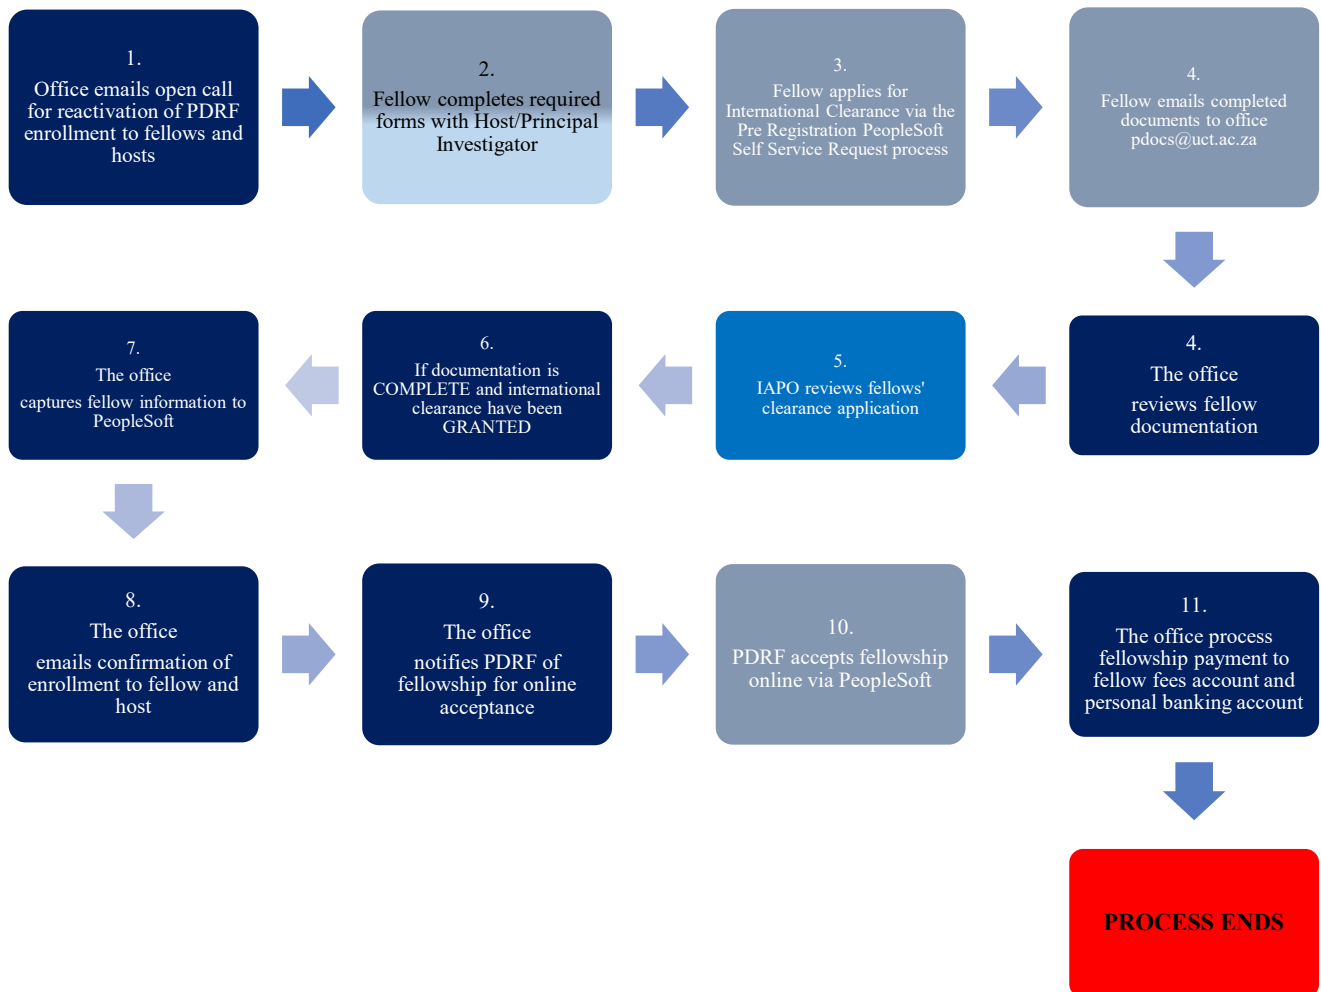 1.
Office emails open call
for reactivation of PDRF
enrollment to fellows and
hosts
2.
Fellow completes required
forms with Host/Principal
Investigator
3.
Fellow applies for
International Clearance via the
Pre Registration PeopleSoft
Self Service Request process
4.
Fellow emails completed
documents to office
pdocs@uct.ac.za
4.
The office
reviews fellow
documentation
5.
IAPO reviews fellows'
clearance application
6.
If documentation is
COMPLETE and international
clearance have been
GRANTED
7.
The office
captures fellow information to
PeopleSoft
8.
The office
emails confirmation of
enrollment to fellow and
host
9.
The office
notifies PDRF of
fellowship for online
acceptance
10.
PDRF accepts fellowship
online via PeopleSoft
11.
The office process
fellowship payment to
fellow fees account and
personal banking account
PROCESS ENDS